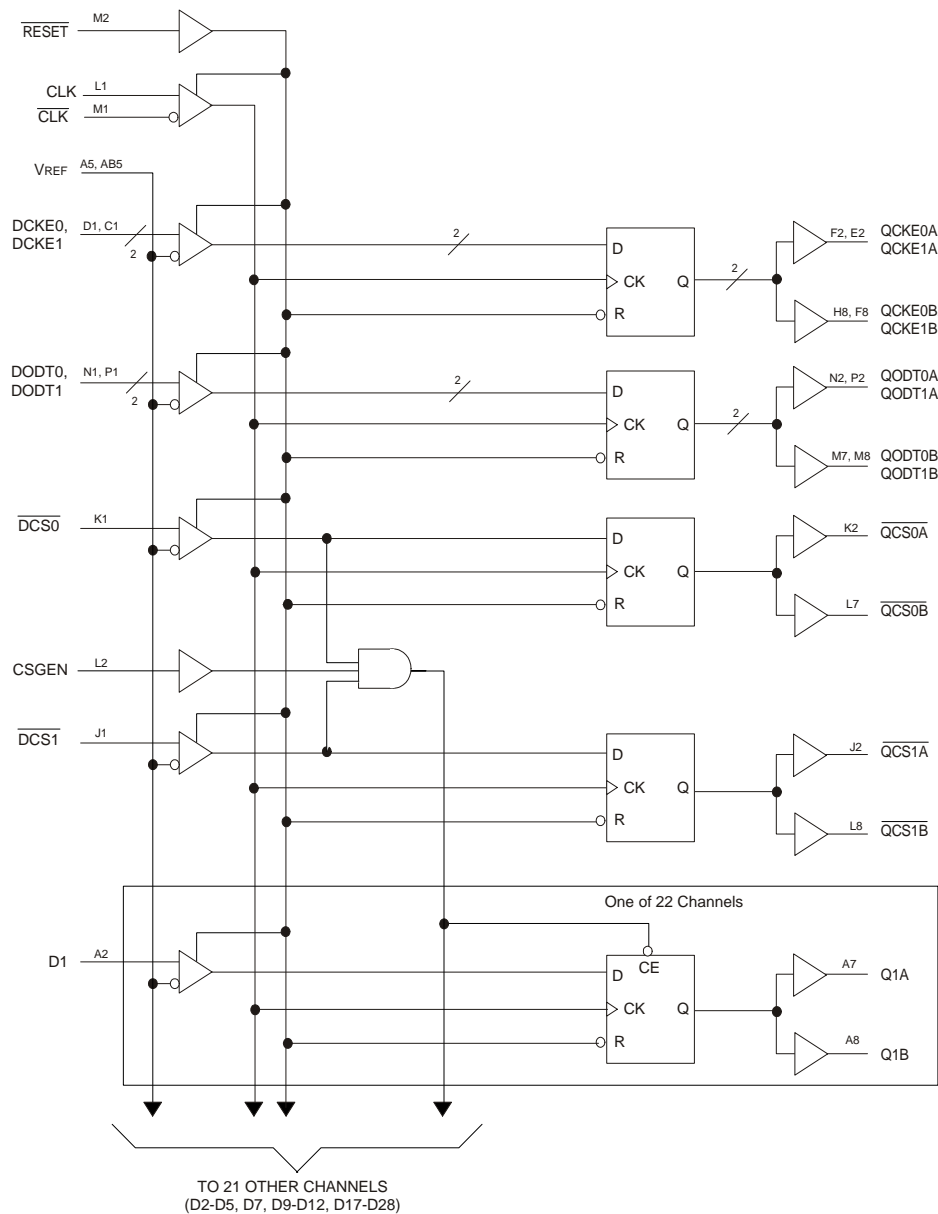 RESET
M2
CLK
L1
CLK
M1
VREF
A5, AB5
DCKE0,
DCKE1
D1, C1
2
2
D
CK
R
Q
2
F2, E2
QCKE0A
QCKE1A
H8, F8
QCKE0B
QCKE1B
DODT0,
DODT1
N1, P1
2
2
D
CK
R
Q
2
N2, P2
QODT0A
QODT1A
M7, M8
QODT0B
QODT1B
DCS0
K1
D
CK
R
Q
K2
QCS0A
L7
QCS0B
CSGEN
L2
DCS1
J1
D
CK
R
Q
J2
QCS1A
L8
QCS1B
One of 22 Channels
D1
A2
CE
D
CK
R
Q
A7
Q1A
A8
Q1B
TO 21 OTHER CHANNELS
(D2-D5, D7, D9-D12, D17-D28)